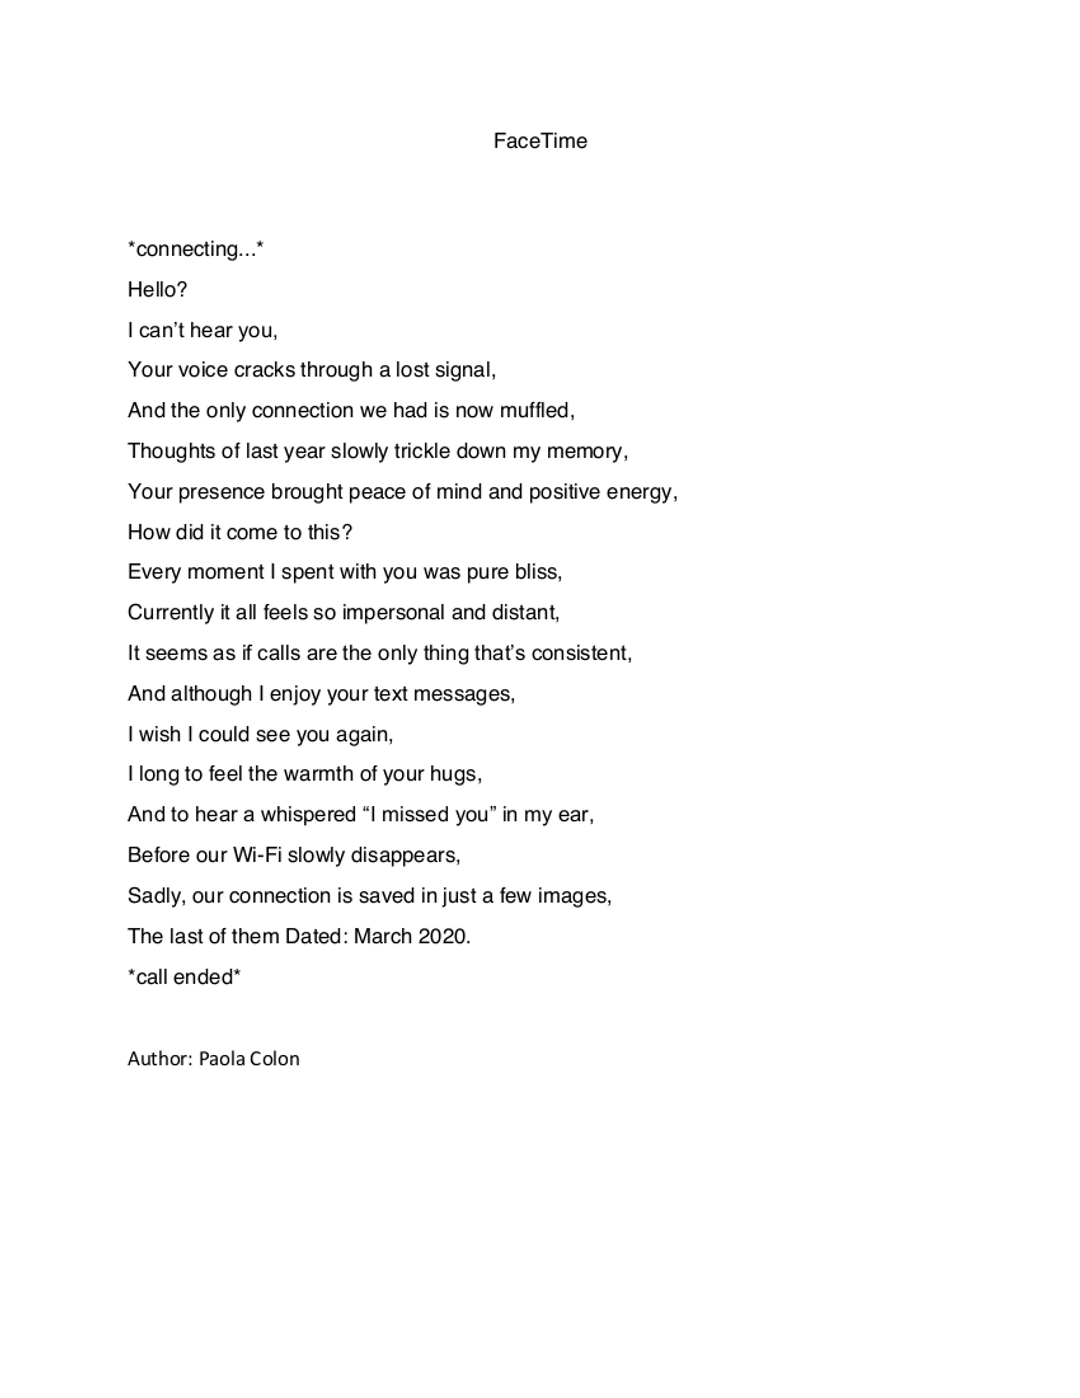 FaceTime
*connecting...*
Hello?
I can’t hear you,
Your voice cracks through a lost signal,
And the only connection we had is now muffled,
Thoughts of last year slowly trickle down my memory,
Your presence brought peace of mind and positive energy,
How did it come to this?
Every moment I spent with you was pure bliss,
Currently it all feels so impersonal and distant,
It seems as if calls are the only thing that’s consistent,
And although I enjoy your text messages,
I wish I could see you again,
I long to feel the warmth of your hugs,
And to hear a whispered “I missed you” in my ear,
Before our Wi-Fi slowly disappears,
Sadly, our connection is saved in just a few images,
The last of them Dated: March 2020.
*call ended*
Author: Paola Colon